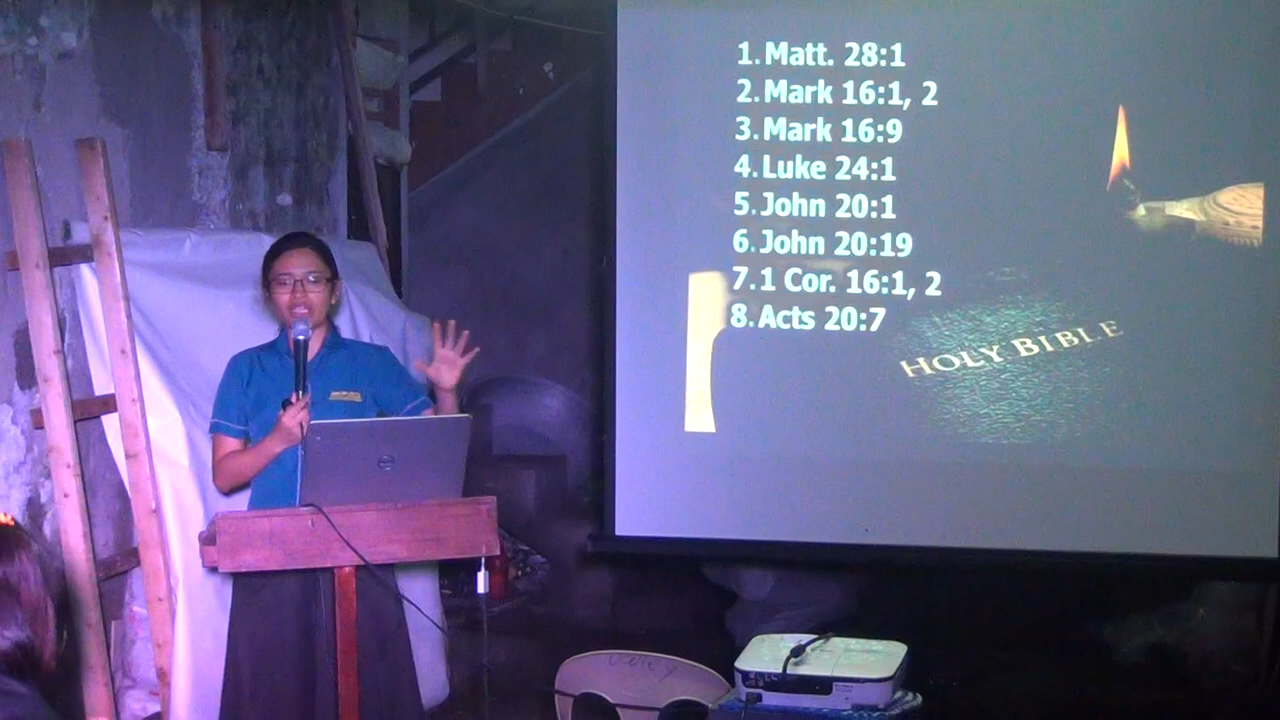 1. Matt. 28:1
2. Mark 16:1, 2
3. Mark 16:9
4. Luke 24:1
5. John 20:1
6. John 20:19
7. 1 Cor. 16:1, 2
8. Acts 20:7
HOLY BIBLE
DELL